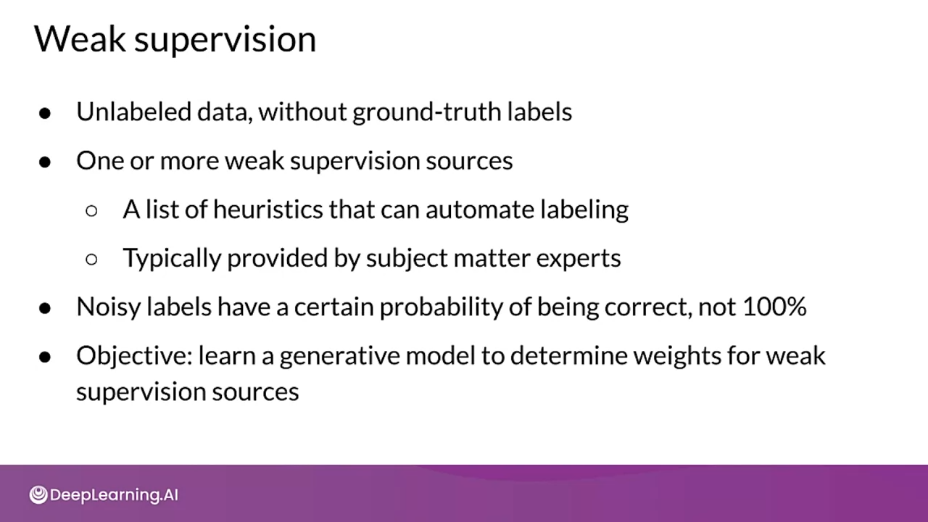 Weak supervision
● Unlabeled data, without ground-truth labels
● One or more weak supervision sources
○ A list of heuristics that can automate labeling
○ Typically provided by subject matter experts
● Noisy labels have a certain probability of being correct, not 100%
● Objective: learn a generative model to determine weights for weak
supervision sources
DeepLearning.AI